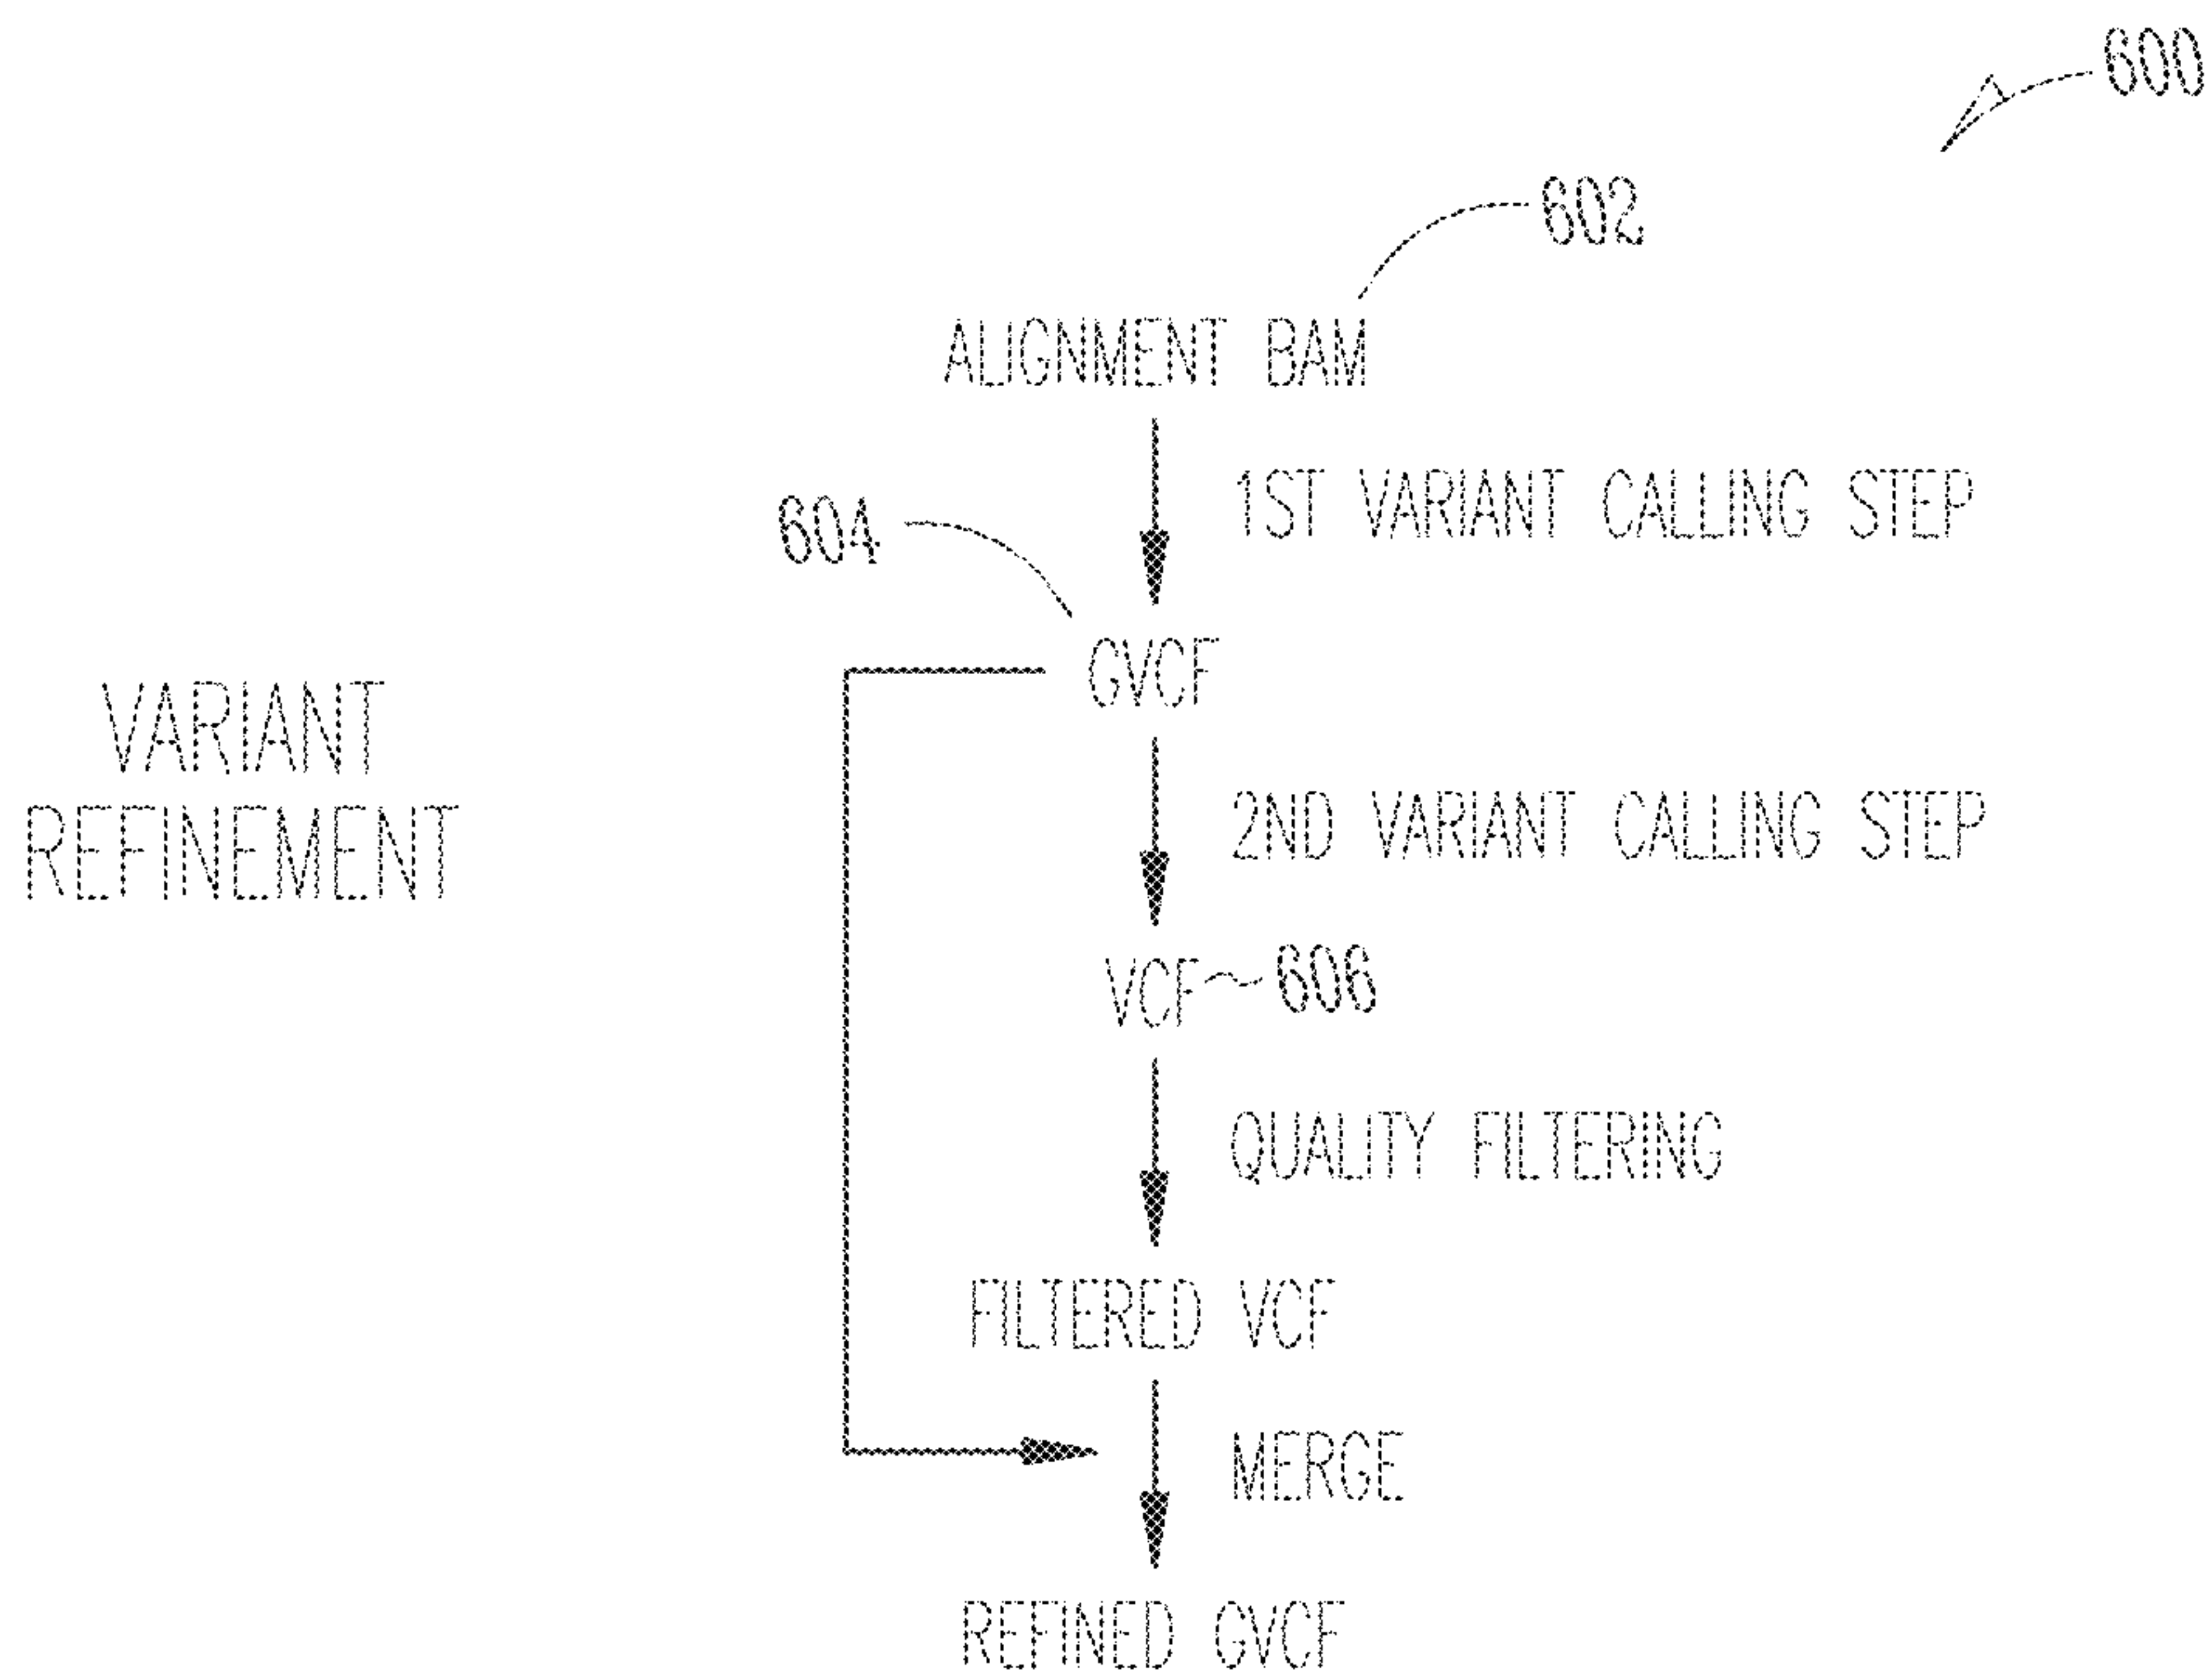 600
602
ALIGNMENT BAM
1ST VARIANT CALLING STEP
604
GVCF
VARIANT
REFINEMENT
2ND VARIANT CALLING STEP
VCF 606
QUALITY FILTERING
FILTERED VCF
MERGE
REFINED GVCF